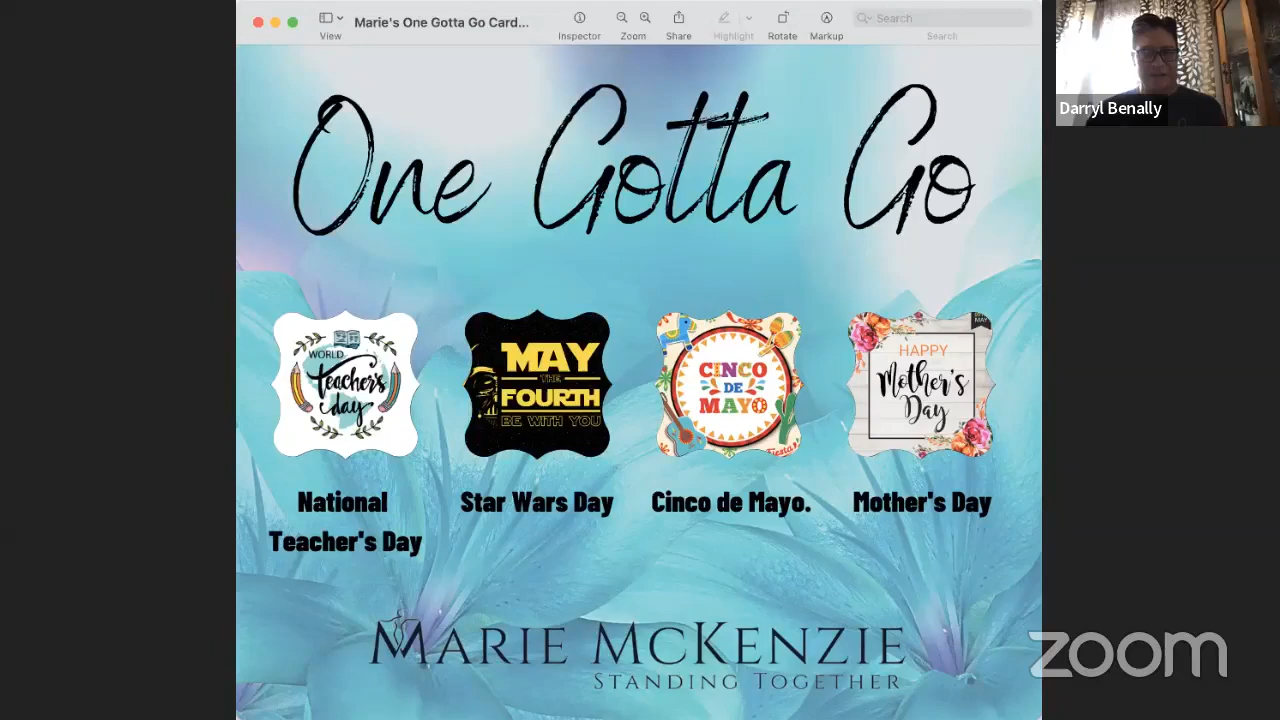 Marie's One Gotta Go Card...
View
Inspector
Zoom
Share
Highlight
Rotate
Markup
Search
Search
Darryl Benally
One Gotta Go
WORLD
Teacher's
day
MAY
THE
FOURTH
BE WITH YOU
CINCO
DE
MAYO
Fiesta
MAY
HAPPY
Mother's
Day
National
Teacher's Day
Star Wars Day
Cinco de Mayo.
Mother's Day
MARIE MCKENZIE
STANDING TOGETHER
zoom